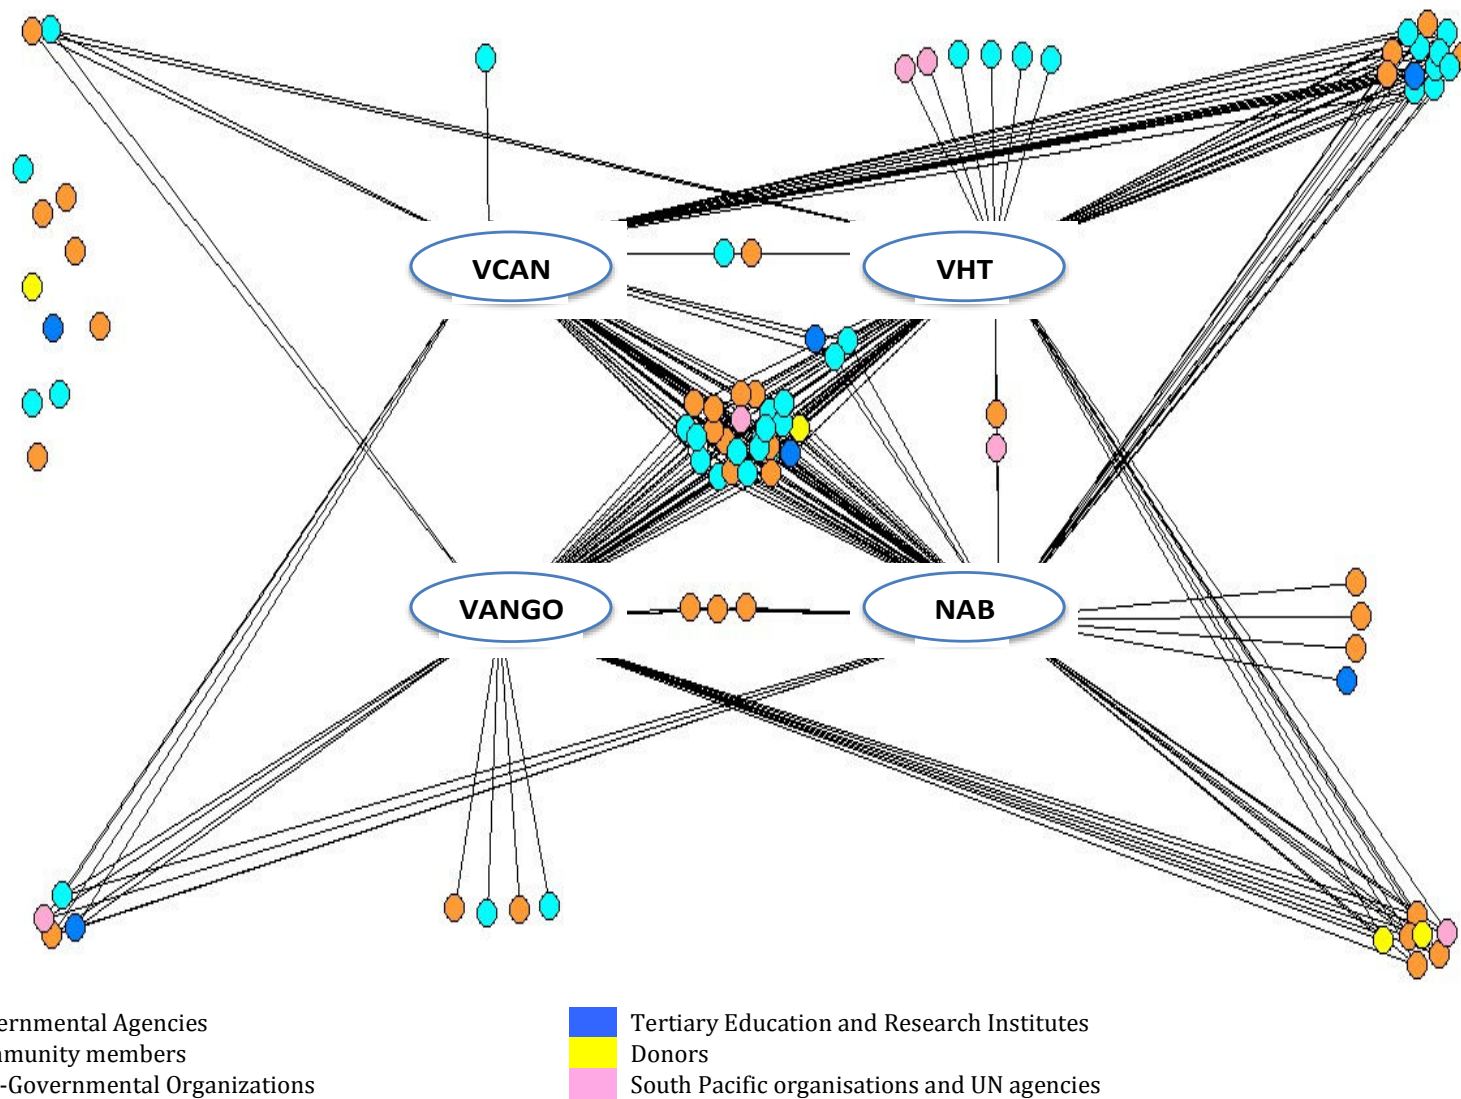 VCAN
VHT
VANGO
NAB
ernmental Agencies
Tertiary Education and Research Institutes
munity members
Donors
-Governmental Organizations
South Pacific organisations and UN agencies